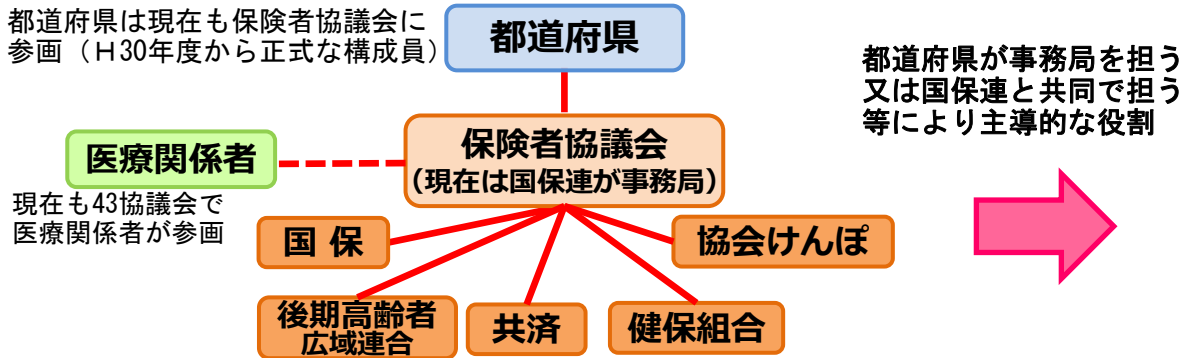 都道府県は現在も保険者協議会に
参画（Ｈ30年度から正式な構成員）
都道府県
都道府県が事務局を担う
又は国保連と共同で担う
等により主導的な役割
医療関係者
保険者協議会
（現在は国保連が事務局）
現在も43協議会で
医療関係者が参画
国 保
協会けんぽ
後期高齢者
広域連合
共済
健保組合